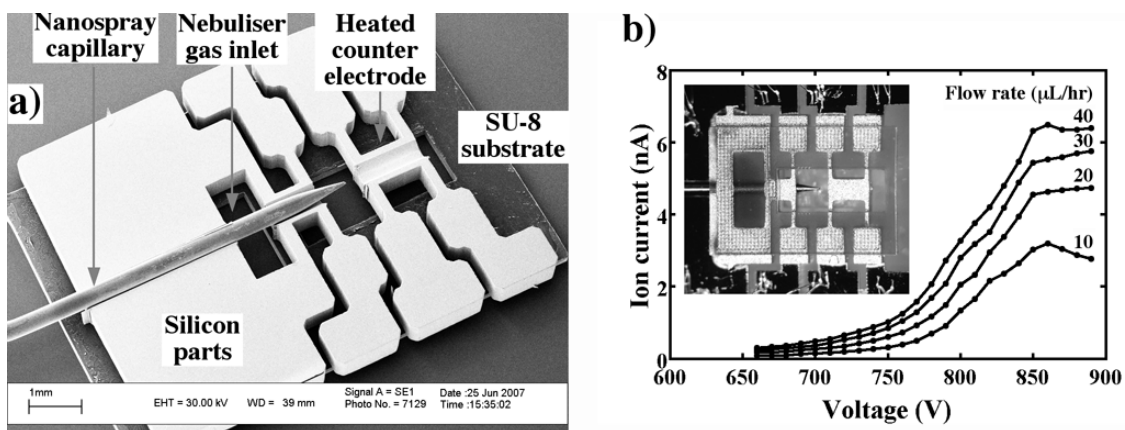 a)
Nanospray
capillary
Nebuliser
gas inlet
Heated
counter
electrode
SU-8
substrate
Silicon
parts
1mm
EHT = 30.00 kV
WD = 39 mm
Signal A = SE1
Photo No. = 7129
Date :25 Jun 2007
Time :15:35:02
b)
Flow rate (μL/hr)
40
30
20
10
Ion current (nA)
8
6
4
2
0
600 650 700 750 800 850 900
Voltage (V)